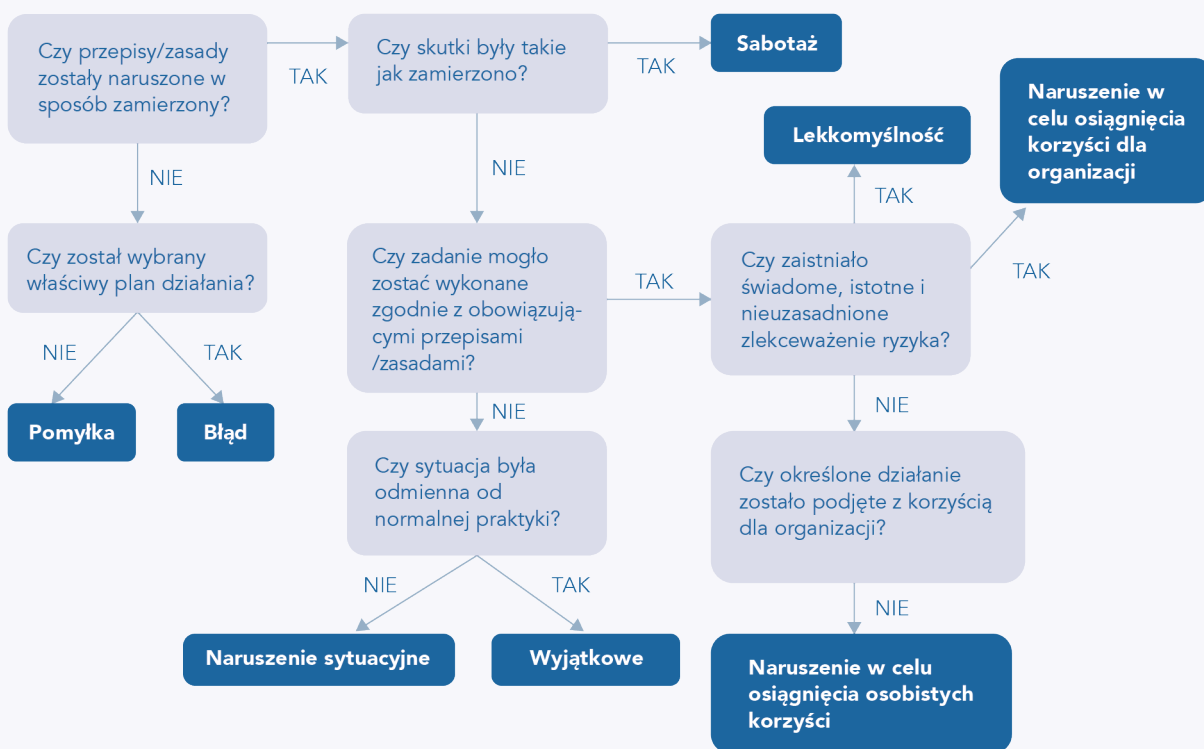 Czy przepisy/zasady
zostały naruszone w
sposób zamierzony?
TAK
Czy skutki były takie
jak zamierzono?
TAK
Sabotaż
Naruszenie w
celu osiągnięcia
korzyści dla
organizacji
Lekkomyślność
NIE
NIE
TAK
Czy został wybrany
właściwy plan działania?
Czy zadanie mogło
zostać wykonane
zgodnie z obowiązują-
cymi przepisami
/zasadami?
TAK
Czy zaistniało
świadome, istotne i
nieuzasadnione
zlekceważenie ryzyka?
TAK
NIE
TAK
Pomyłka
Błąd
NIE
NIE
Czy sytuacja była
odmienna od
normalnej praktyki?
Czy określone działanie
zostało podjęte z korzyścią
dla organizacji?
NIE
TAK
NIE
Naruszenie sytuacyjne
Wyjątkowe
Naruszenie w celu
osiągnięcia osobistych
korzyści